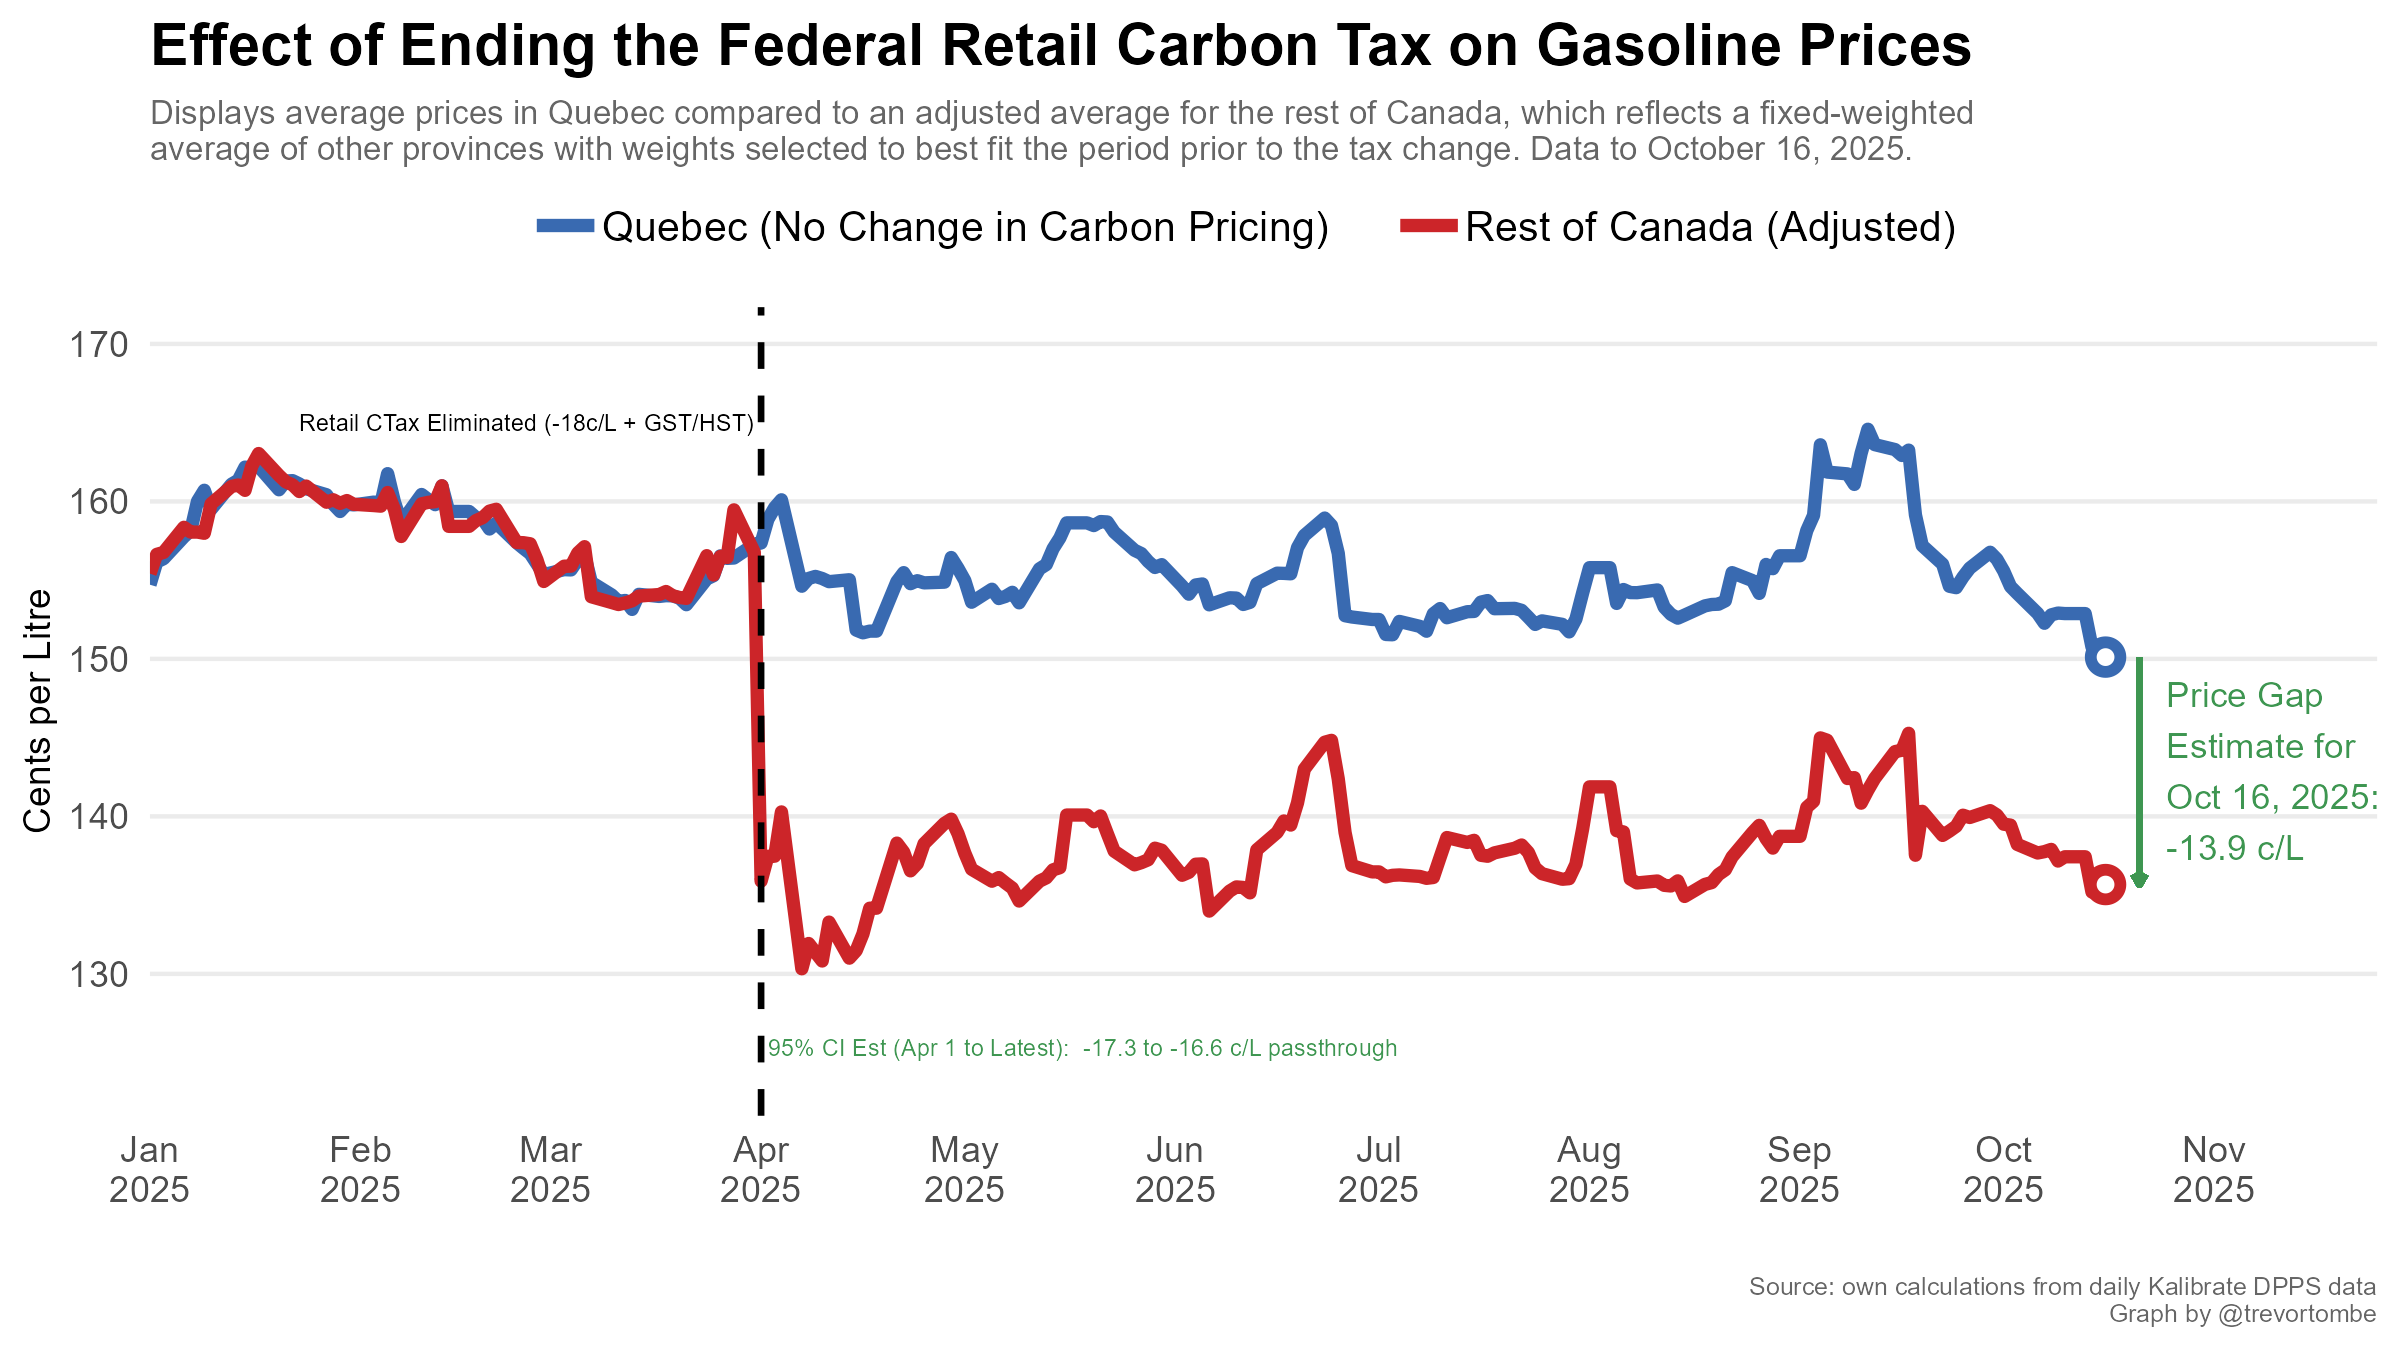 Effect of Ending the Federal Retail Carbon Tax on Gasoline Prices
Displays average prices in Quebec compared to an adjusted average for the rest of Canada, which reflects a fixed-weighted
average of other provinces with weights selected to best fit the period prior to the tax change. Data to October 16, 2025.
Quebec (No Change in Carbon Pricing)
Rest of Canada (Adjusted)
Cents per Litre
170
160
150
140
130
Retail CTax Eliminated (-18c/L + GST/HST)
Price Gap
Estimate for
Oct 16, 2025:
-13.9 c/L
95% CI Est (Apr 1 to Latest):  -17.3 to -16.6 c/L passthrough
Jan
2025
Feb
2025
Mar
2025
Apr
2025
May
2025
Jun
2025
Jul
2025
Aug
2025
Sep
2025
Oct
2025
Nov
2025
Source: own calculations from daily Kalibrate DPPS data
Graph by @trevortombe